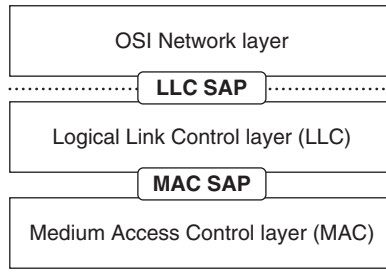 OSI Network layer
LLC SAP
Logical Link Control layer (LLC)
MAC SAP
Medium Access Control layer (MAC)